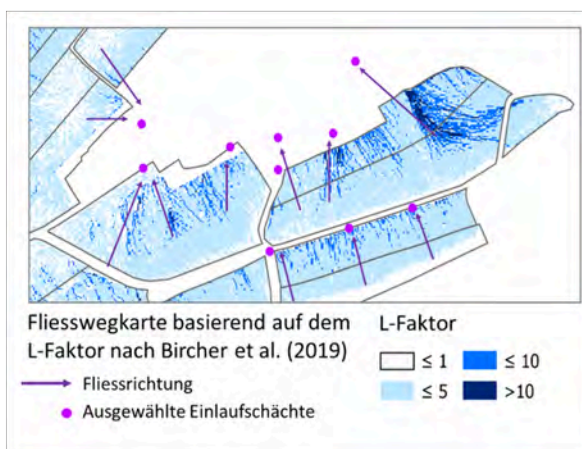 Fliesswegkarte basierend auf dem
L-Faktor nach Bircher et al. (2019)
Fliessrichtung
Ausgewählte Einlaufschächte
L-Faktor
≤ 1
≤ 10
≤ 5
>10